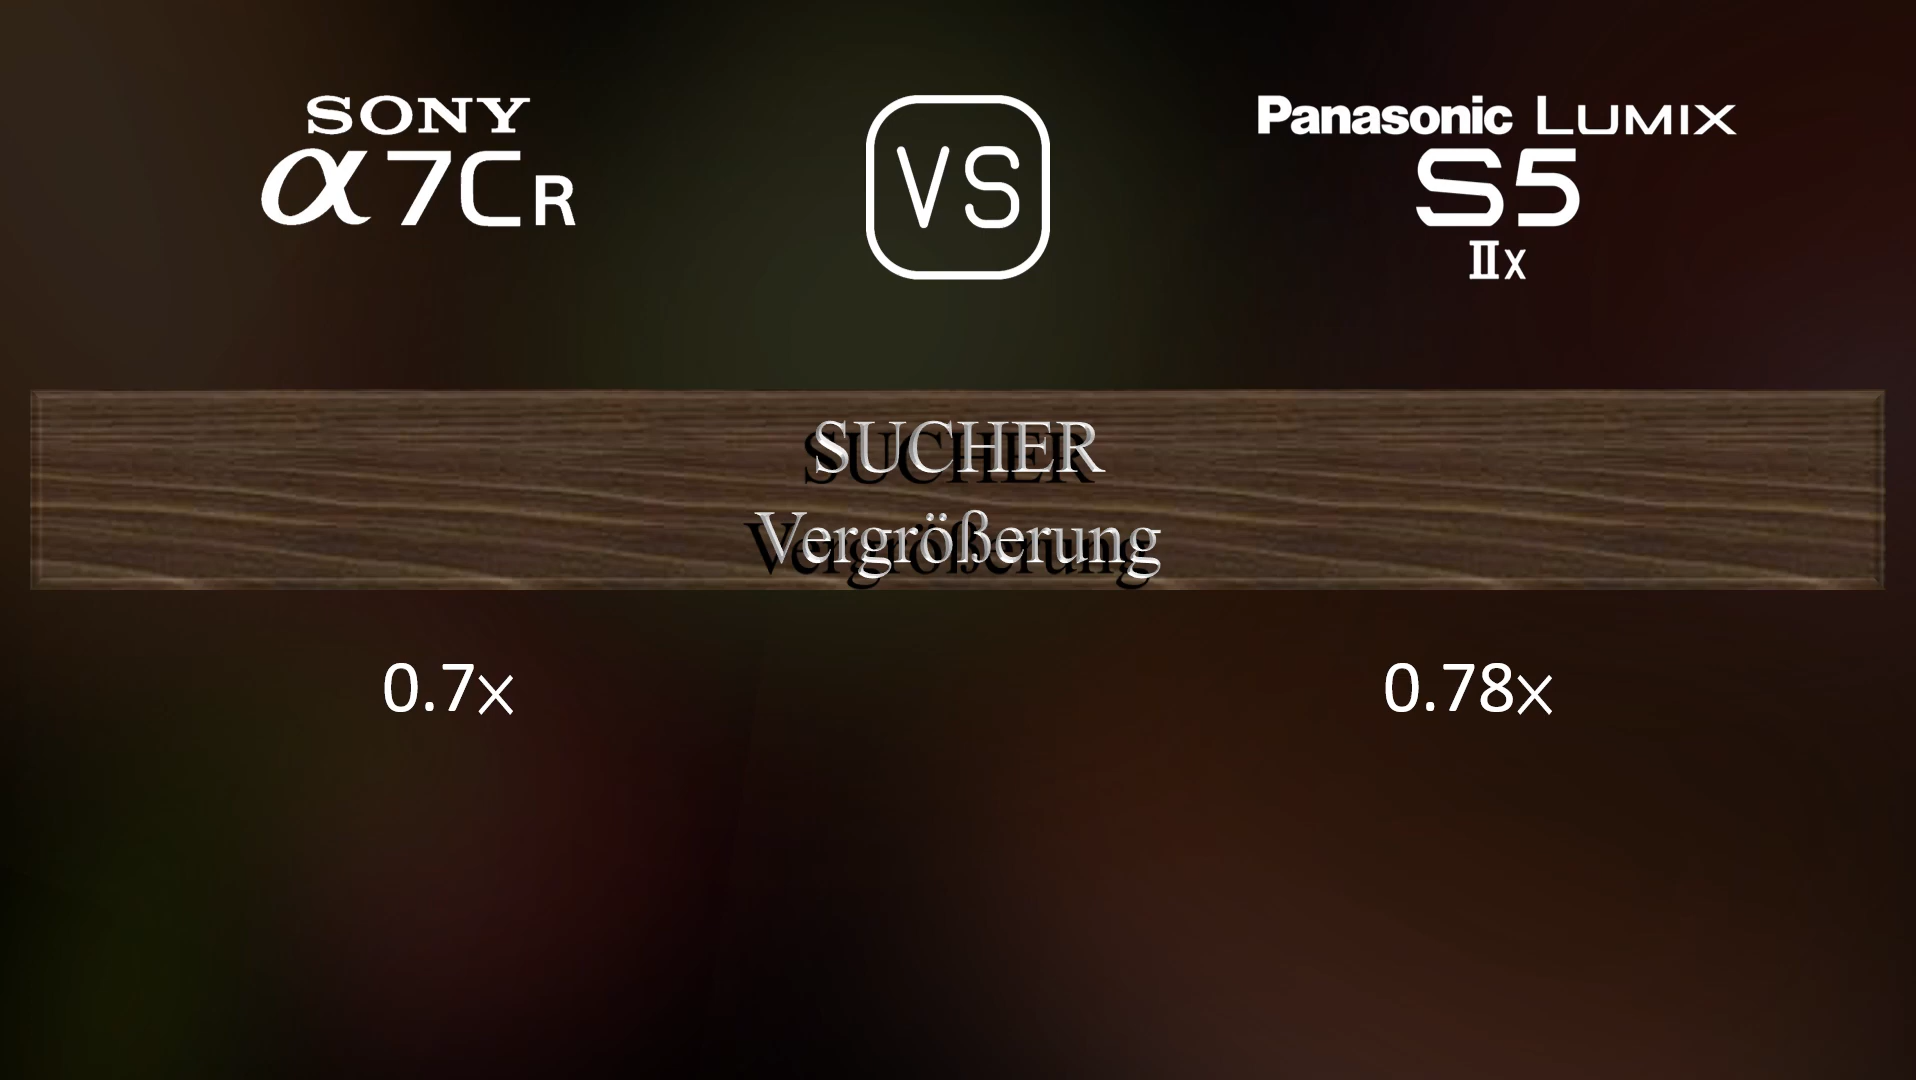 SONY
α7CR
VS
Panasonic LUMIX
S5
IIX
SUCHER
Vergrößerung
0.7x
0.78x